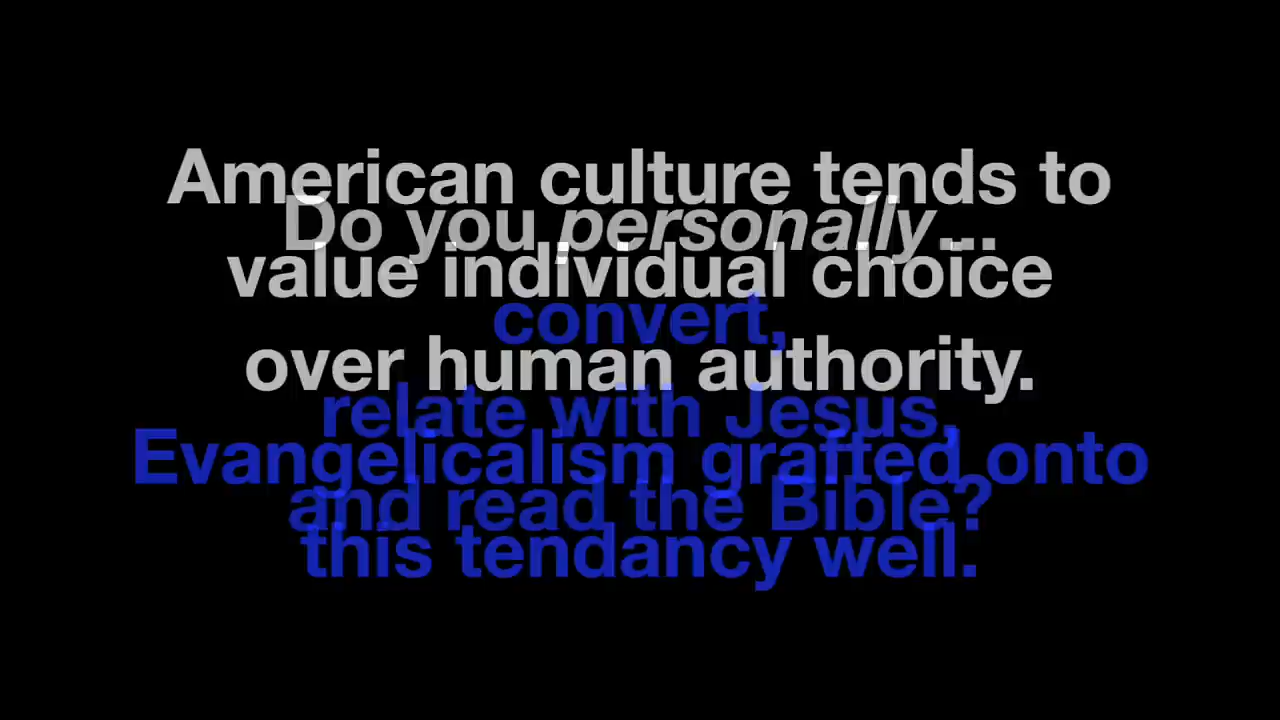 American culture tends to
Do you personally...
value individual choice
convert,
over human authority.
relate with Jesus,
Evangelicalism grafted onto
and read the Bible?
this tendancy well.